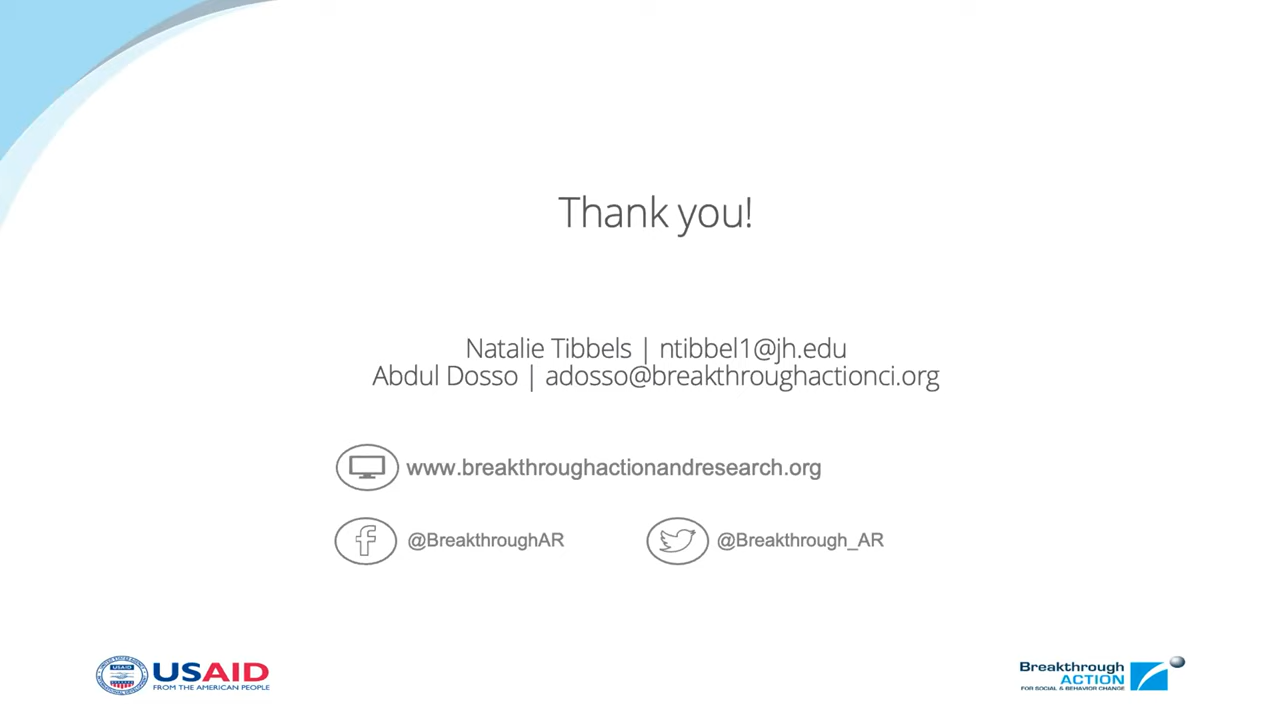 Thank you!
Natalie Tibbels | ntibbel1@jh.edu
Abdul Dosso | adosso@breakthroughactionci.org
www.breakthroughactionandresearch.org
@BreakthroughAR
@Breakthrough_AR
USAID
USAID
FROM THE AMERICAN PEOPLE
Breakthrough
ACTION
FOR SOCIAL & BEHAVIOR CHANGE